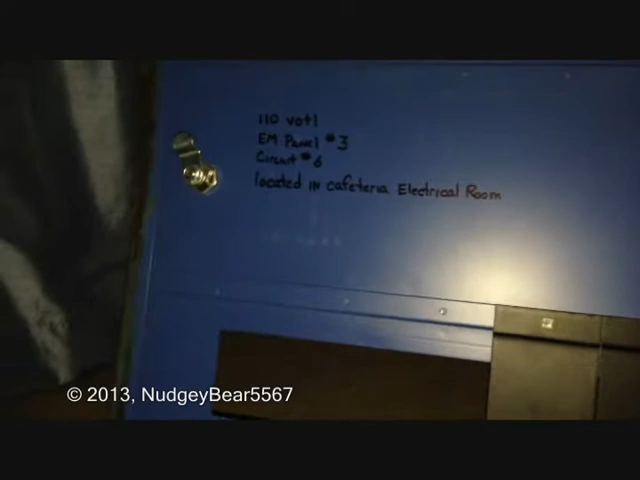 110 votl
EM Panel #3
Circuit #6
located in cafeteria Electrical Room
© 2013, NudgeyBear5567